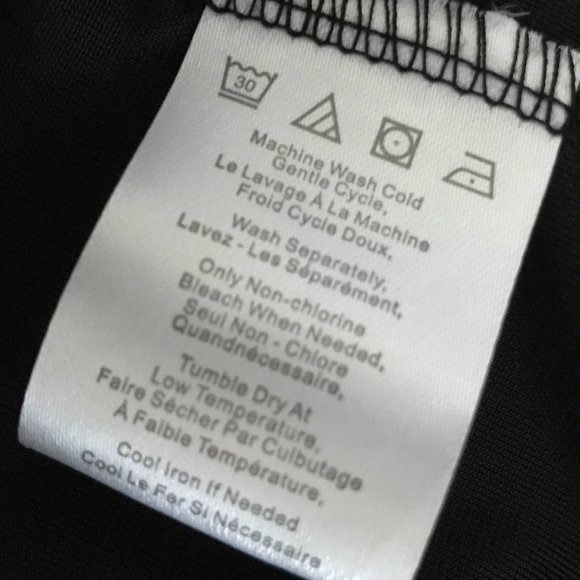 30
Machine Wash Cold
Gentle Cycle,
Le Lavage À La Machine
Froid Cycle Doux,
Wash Separately,
Lavez - Les Séparément,
Only Non-chlorine
Bleach When Needed,
Seul Non - Chlore
Quandnécessaire,
Tumble Dry At
Low Temperature,
Faire Sécher Par Culbutage
À Faible Température,
Cool Iron If Needed
Cool Le Fer Si Nécessaire